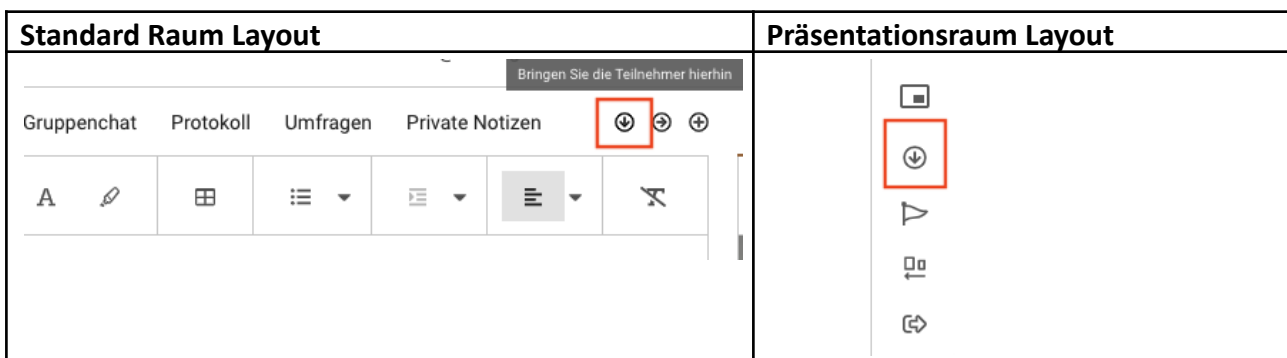 Standard Raum Layout
Präsentationsraum Layout
Bringen Sie die Teilnehmer hierhin
Gruppenchat Protokoll Umfragen Private Notizen
A